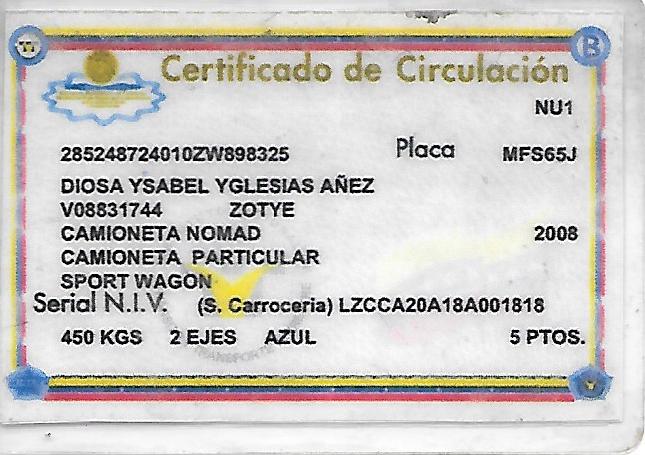 Certificado de Circulación
NU1
285248724010ZW898325 Placa MFS65J
DIOSA YSABEL YGLESIAS AÑEZ
V08831744 ZOTYE
CAMIONETA NOMAD 2008
CAMIONETA PARTICULAR
SPORT WAGON
Serial N.I.V. (S. Carroceria) LZCCA20A18A001818
450 KGS 2 EJES AZUL 5 PTOS.